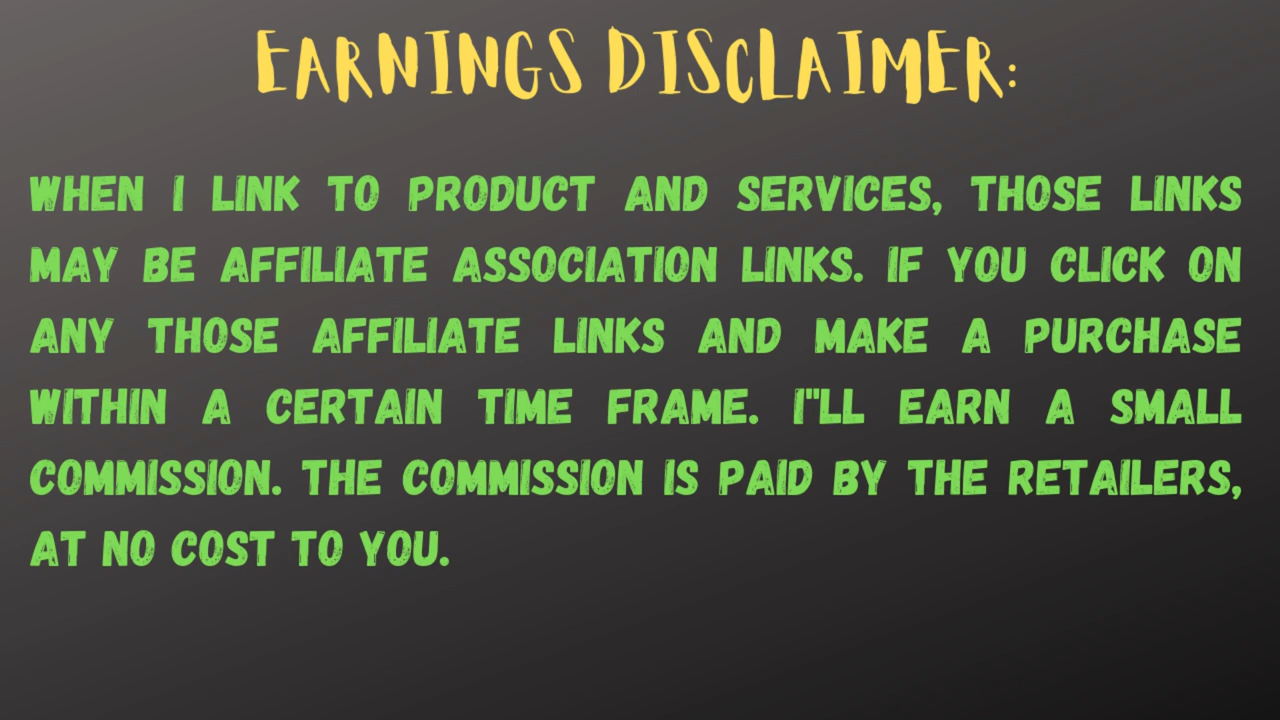 EARNINGS DISCLAIMER:
WHEN I LINK TO PRODUCT AND SERVICES, THOSE LINKS
MAY BE AFFILIATE ASSOCIATION LINKS. IF YOU CLICK ON
ANY THOSE AFFILIATE LINKS AND MAKE A PURCHASE
WITHIN A CERTAIN TIME FRAME. I"LL EARN A SMALL
COMMISSION. THE COMMISSION IS PAID BY THE RETAILERS,
AT NO COST TO YOU.